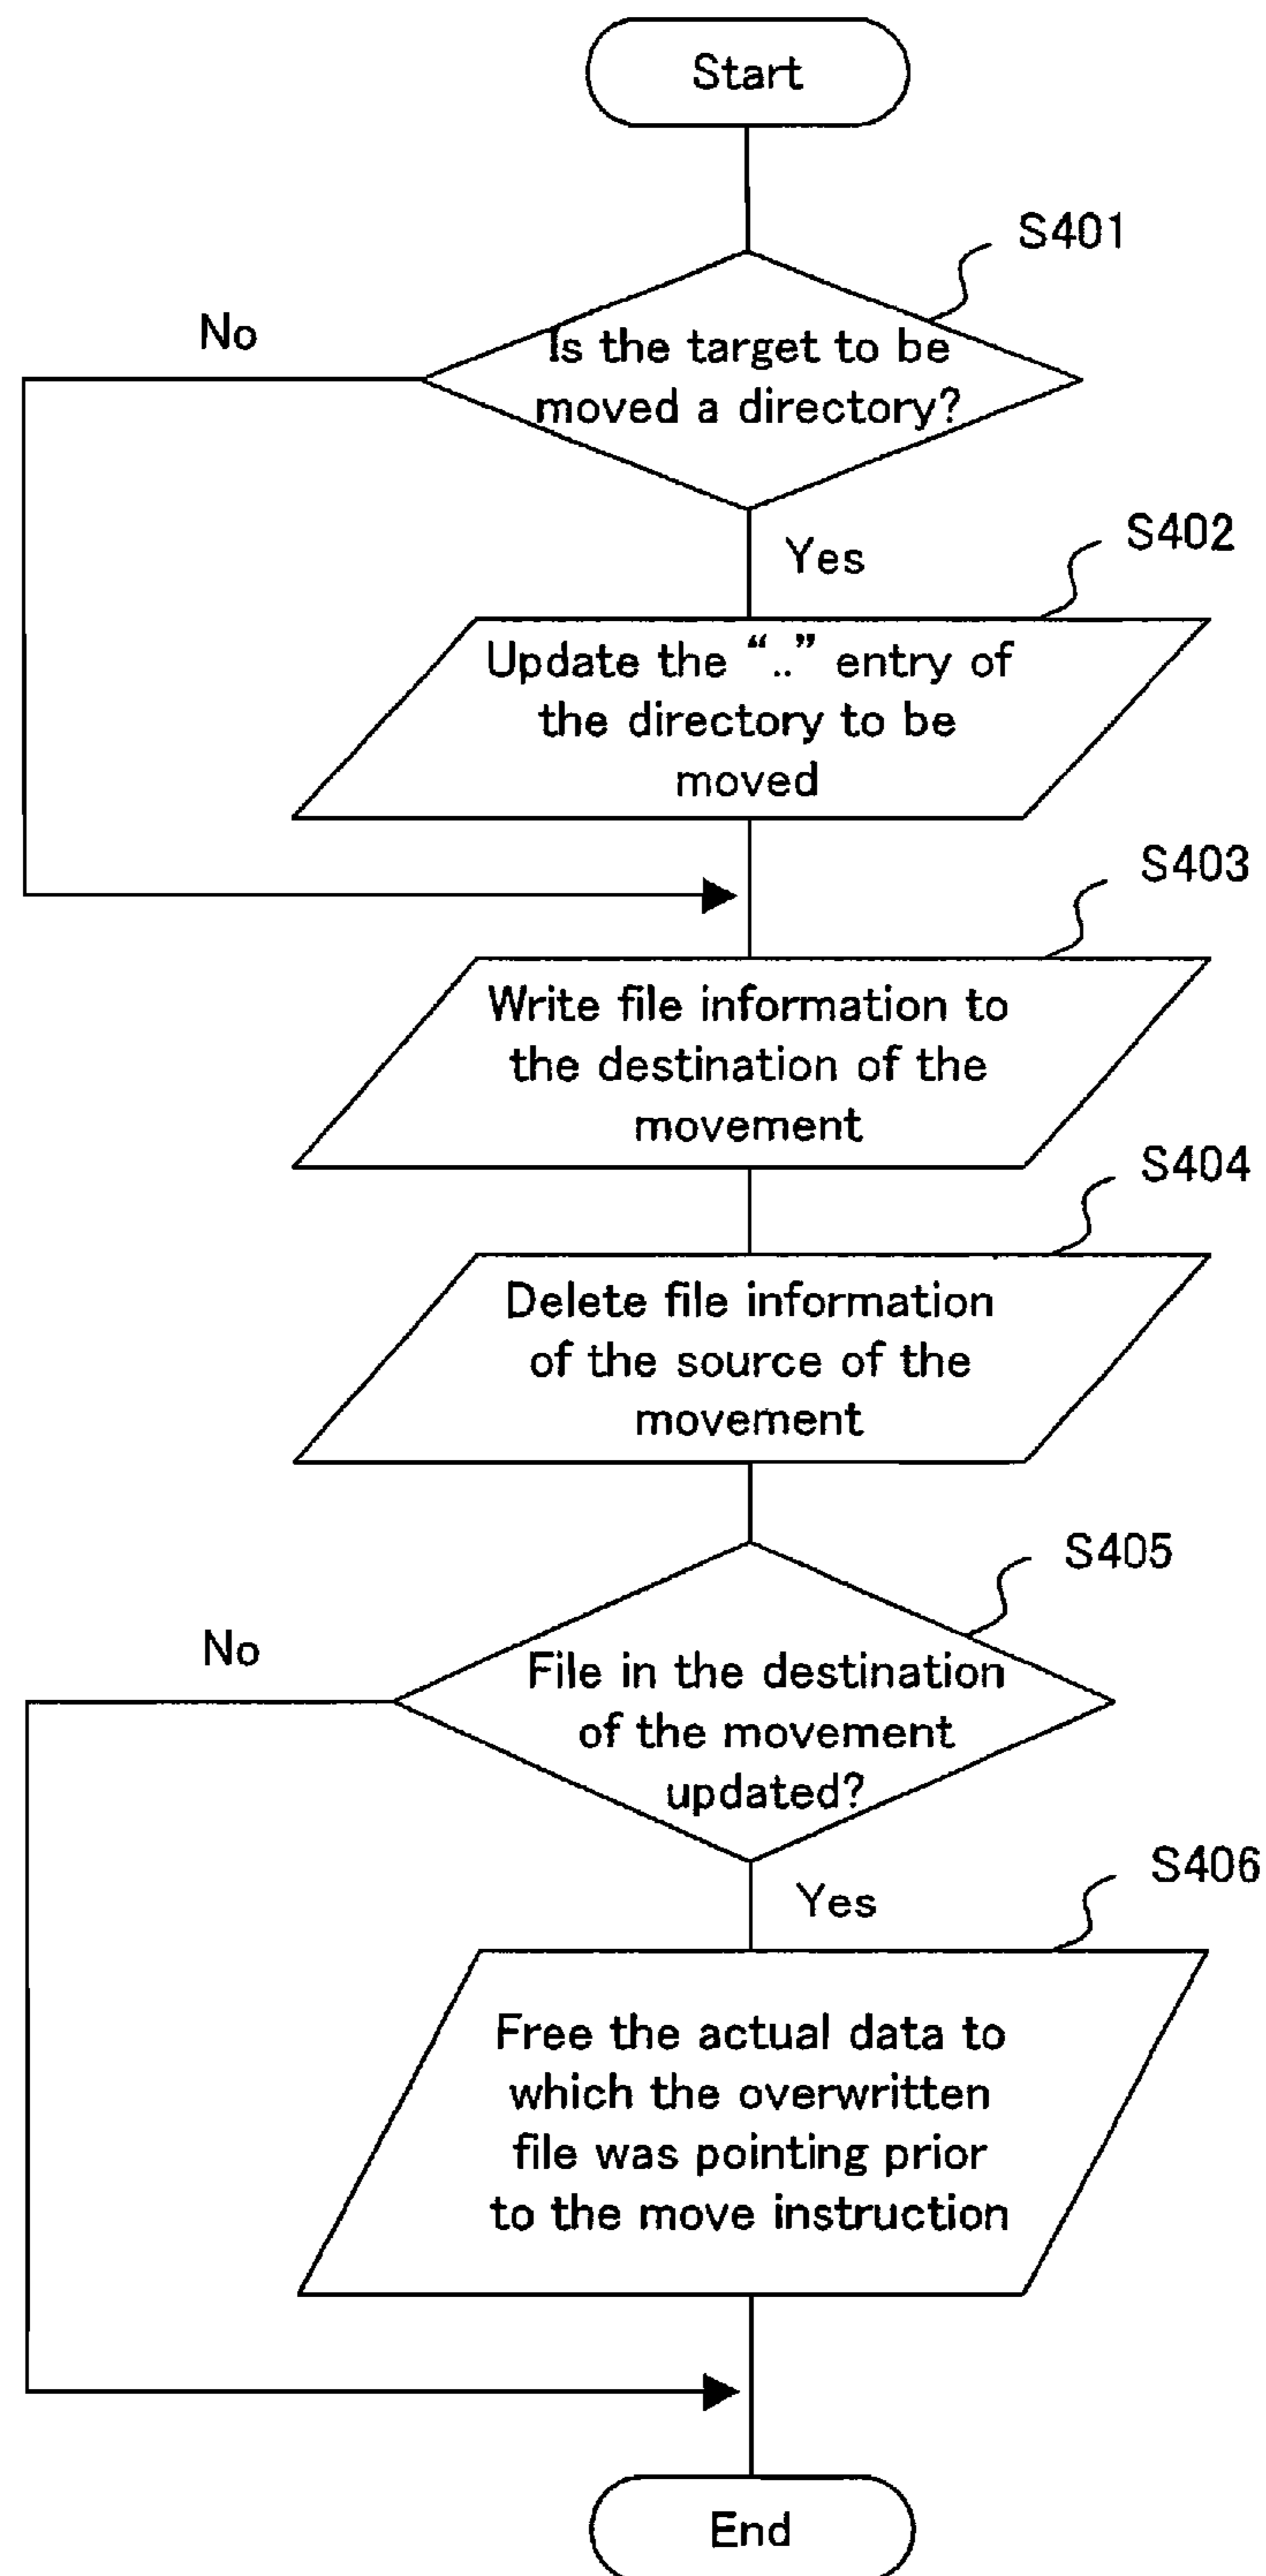 Start
S401
No
Is the target to be
moved a directory?
Yes
S402
Update the “..” entry of
the directory to be
moved
S403
Write file information to
the destination of the
movement
S404
Delete file information
of the source of the
movement
S405
No
File in the destination
of the movement
updated?
Yes
S406
Free the actual data to
which the overwritten
file was pointing prior
to the move instruction
End